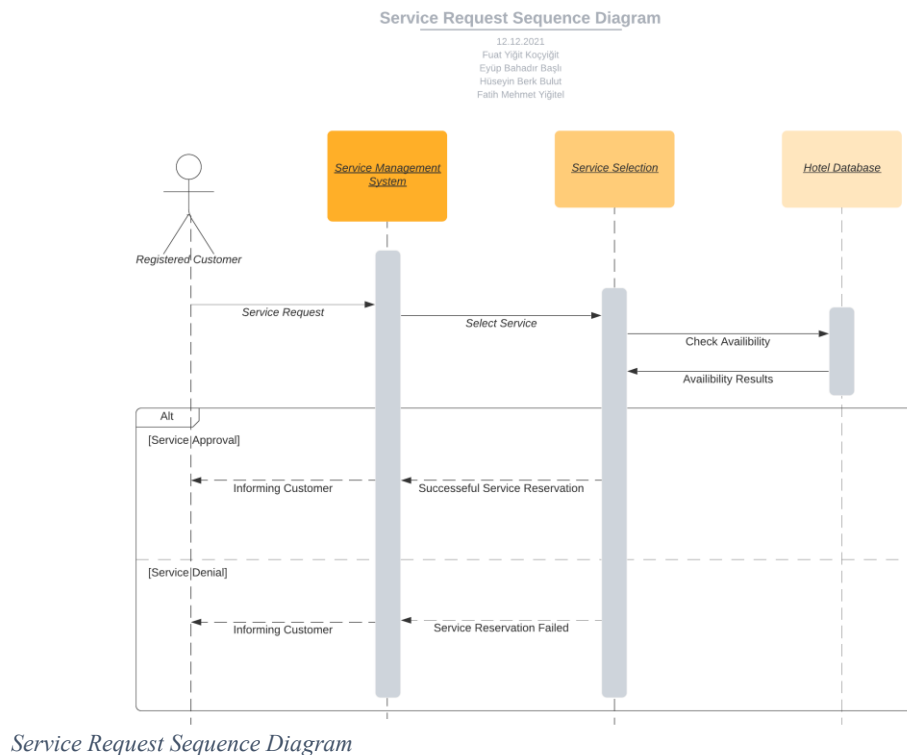 Service Request Sequence Diagram
12.12.2021
Fuat Yiğit Koçyiğit
Eyüp Bahadır Başlı
Hüseyin Berk Bulut
Fatih Mehmet Yiğitel
Service Management
System
Service Selection
Hotel Database
Registered Customer
Service Request
Select Service
Check Availibility
Availibility Results
Alt
[Service Approval]
Informing Customer
Succeseful Service Reservation
[Service Denial]
Informing Customer
Service Reservation Failed
Service Request Sequence Diagram